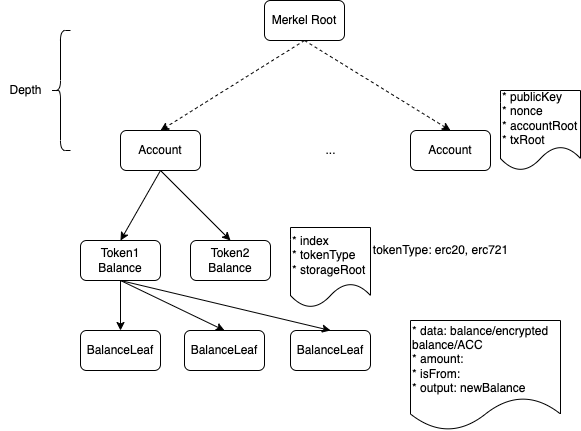 Merkel Root
Depth
* publicKey
* nonce
* accountRoot
* txRoot
Account
...
Account
* index
* tokenType
* storageRoot
tokenType: erc20, erc721
Token1
Balance
Token2
Balance
BalanceLeaf
BalanceLeaf
BalanceLeaf
* data: balance/encrypted
balance/ACC
* amount:
* isFrom:
* output: newBalance